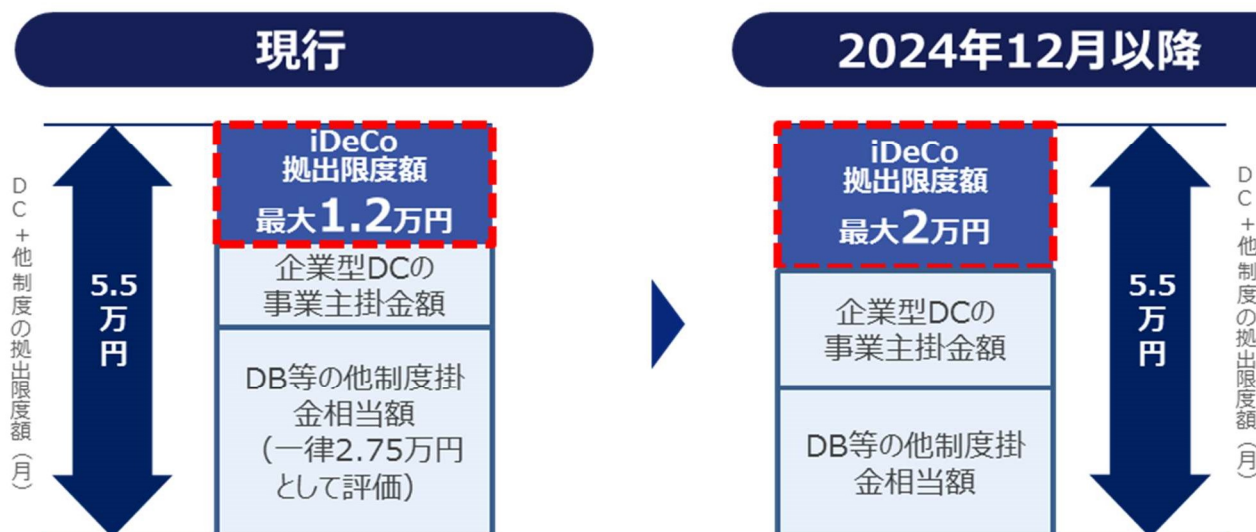 現行
DC+他制度の拠出限度額（月）
5.5
万
円
iDeCo
拠出限度額
最大1.2万円
企業型DCの
事業主掛金額
DB等の他制度掛
金相当額
（一律2.75万円
として評価）
2024年12月以降
iDeCo
拠出限度額
最大2万円
企業型DCの
事業主掛金額
DB等の他制度掛
金相当額
5.5
万
円
DC+他制度の拠出限度額（月）